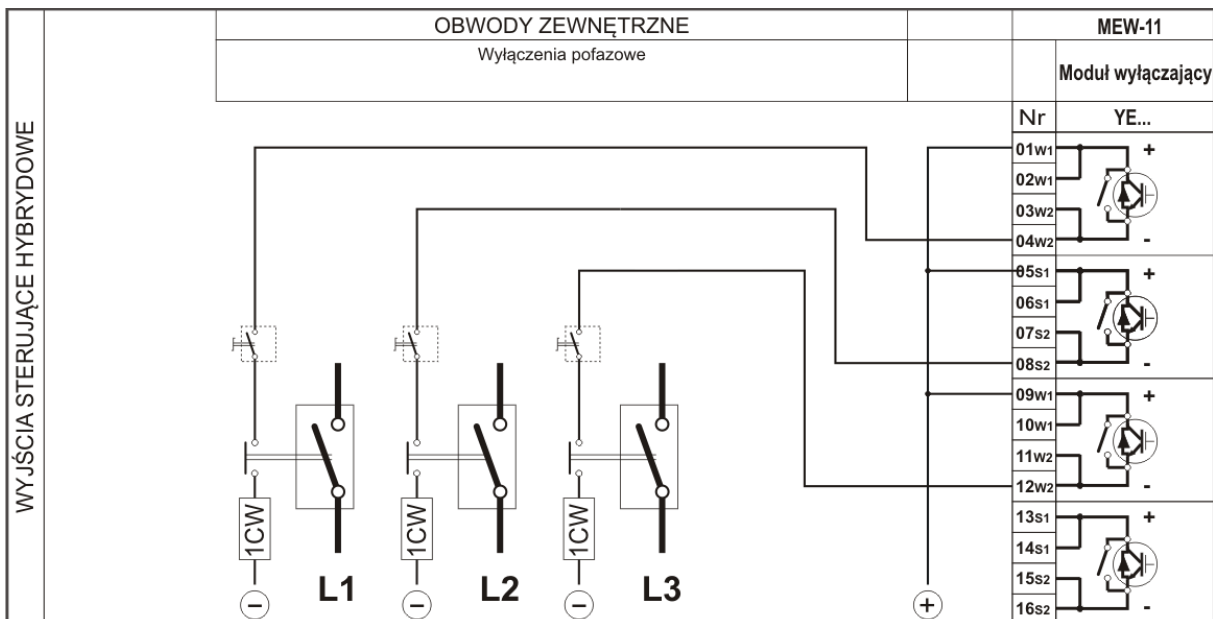 OBWODY ZEWNĘTRZNE
MEW-11
Wyłączenia pofazowe
Moduł wyłączający
Nr
YE...
WYJŚCIA STERUJĄCE HYBRYDOWE
01W1
+
02W1
03W2
04W2
-
05S1
+
06S1
07S2
08S2
-
09W1
+
10W1
11W2
12W2
-
13S1
+
14S1
15S2
16S2
-
1CW
L1
1CW
L2
1CW
L3
−
−
−
+